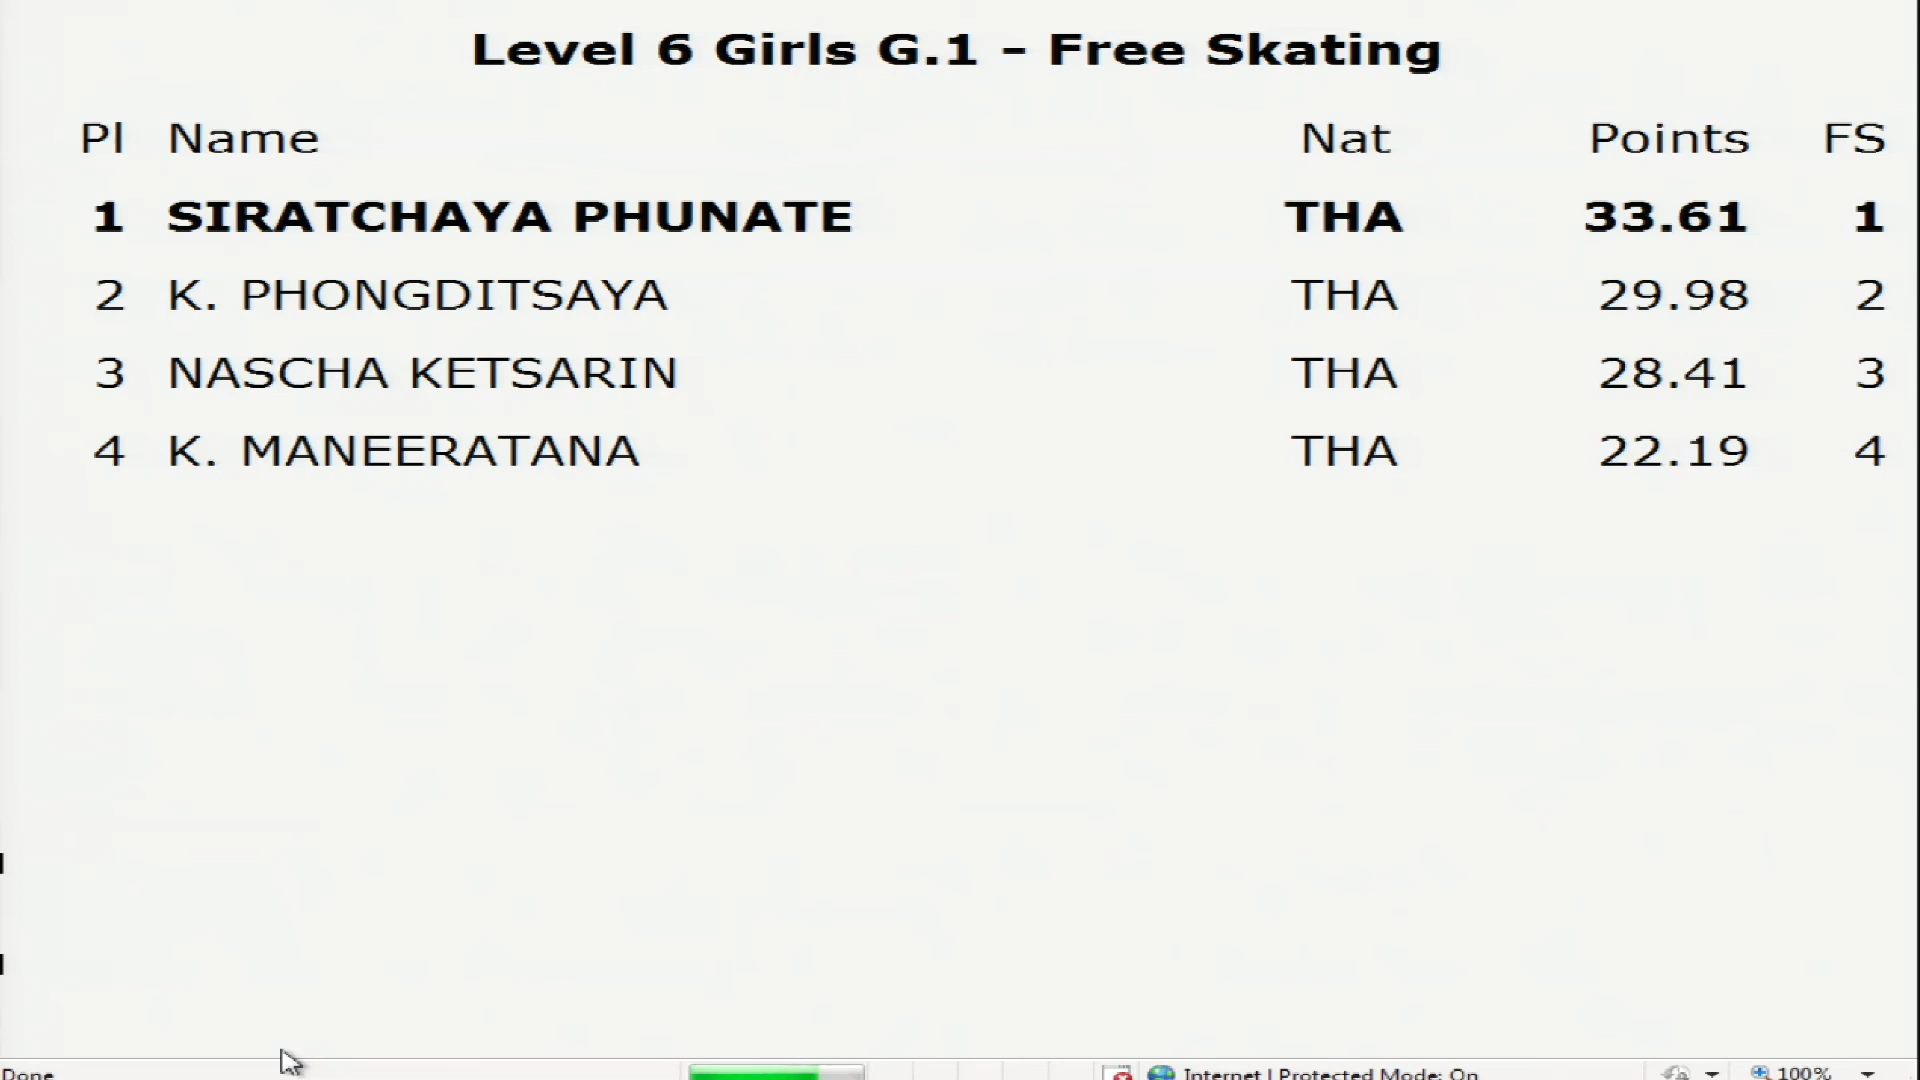 Level 6 Girls G.1 - Free Skating
Pl Name Nat Points FS
1 SIRATCHAYA PHUNATE THA 33.61 1
2 K. PHONGDITSAYA THA 29.98 2
3 NASCHA KETSARIN THA 28.41 3
4 K. MANEERATANA THA 22.19 4
Done Internet | Protected Mode: On 100%